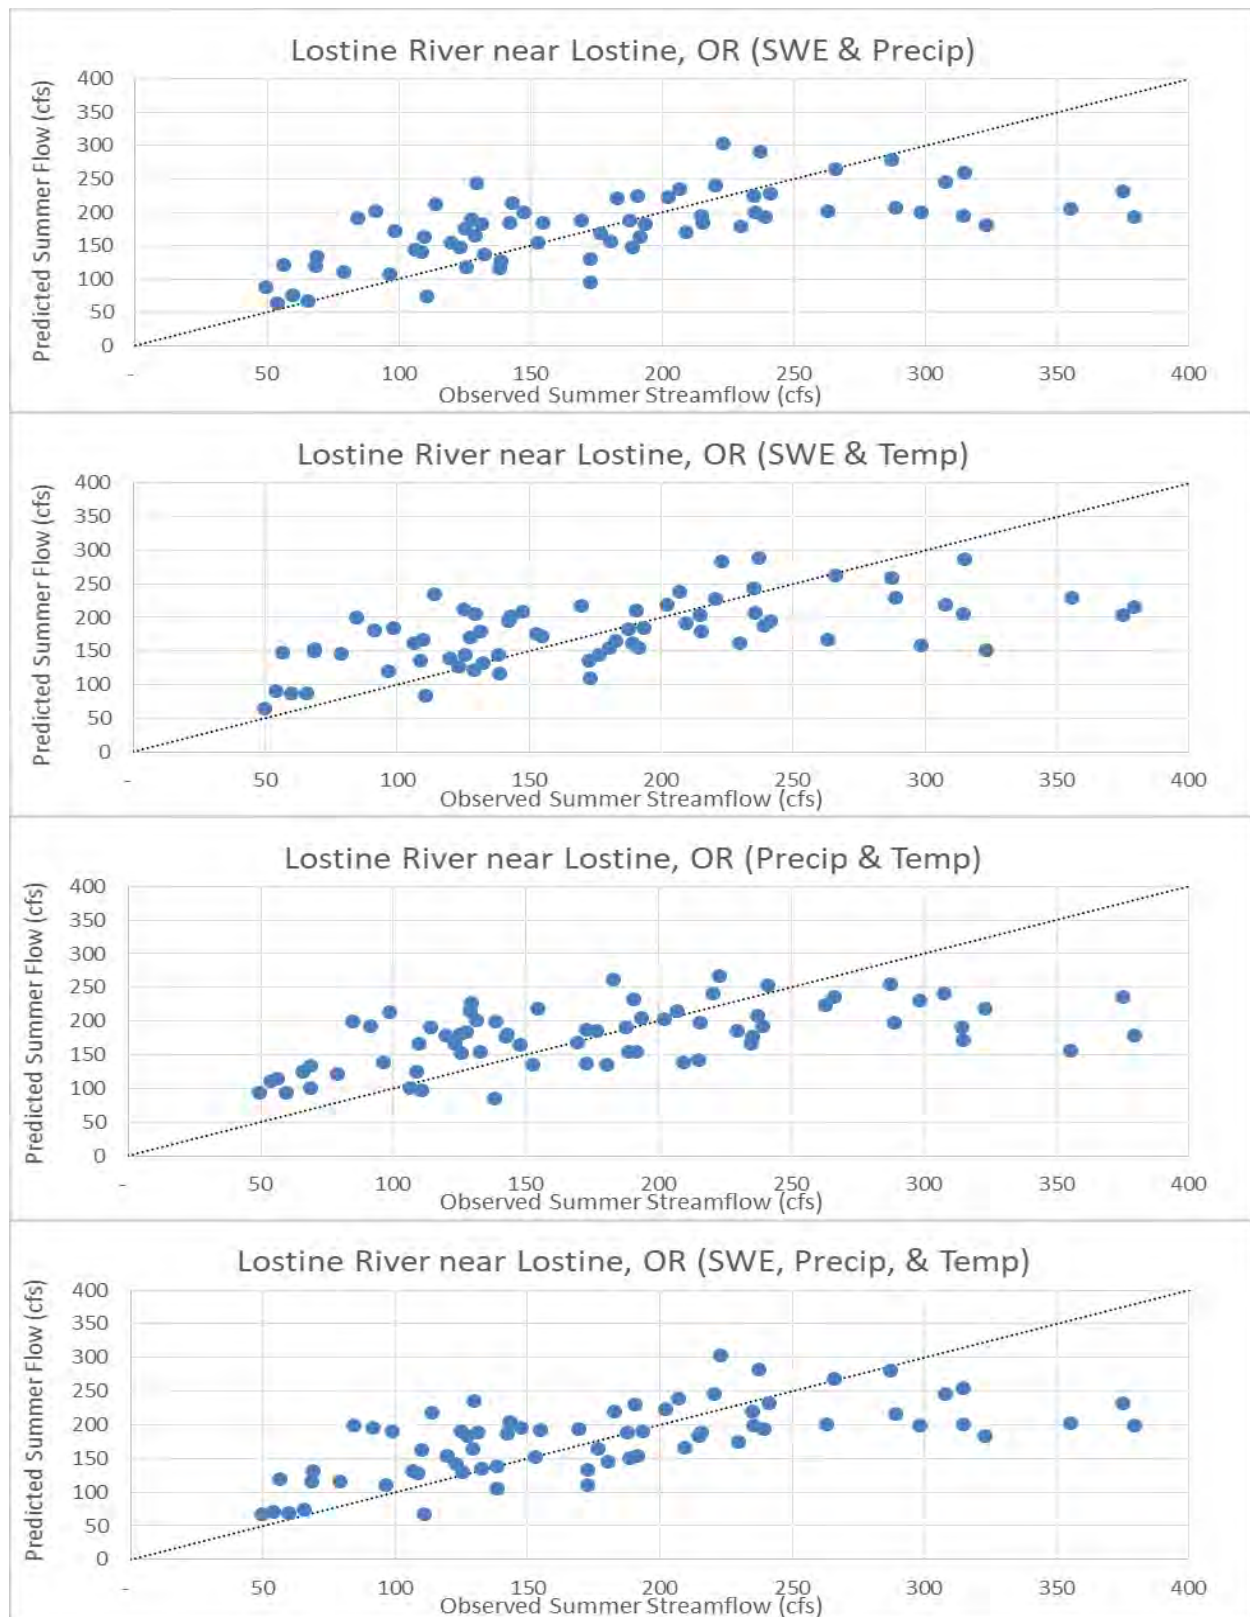 Lostine River near Lostine, OR (SWE & Precip)
Predicted Summer Flow (cfs)
400
350
300
250
200
150
100
50
0
- 50 100 150 200 250 300 350 400
Observed Summer Streamflow (cfs)
Lostine River near Lostine, OR (SWE & Temp)
Predicted Summer Flow (cfs)
400
350
300
250
200
150
100
50
0
- 50 100 150 200 250 300 350 400
Observed Summer Streamflow (cfs)
Lostine River near Lostine, OR (Precip & Temp)
Predicted Summer Flow (cfs)
400
350
300
250
200
150
100
50
0
- 50 100 150 200 250 300 350 400
Observed Summer Streamflow (cfs)
Lostine River near Lostine, OR (SWE, Precip, & Temp)
Predicted Summer Flow (cfs)
400
350
300
250
200
150
100
50
0
- 50 100 150 200 250 300 350 400
Observed Summer Streamflow (cfs)